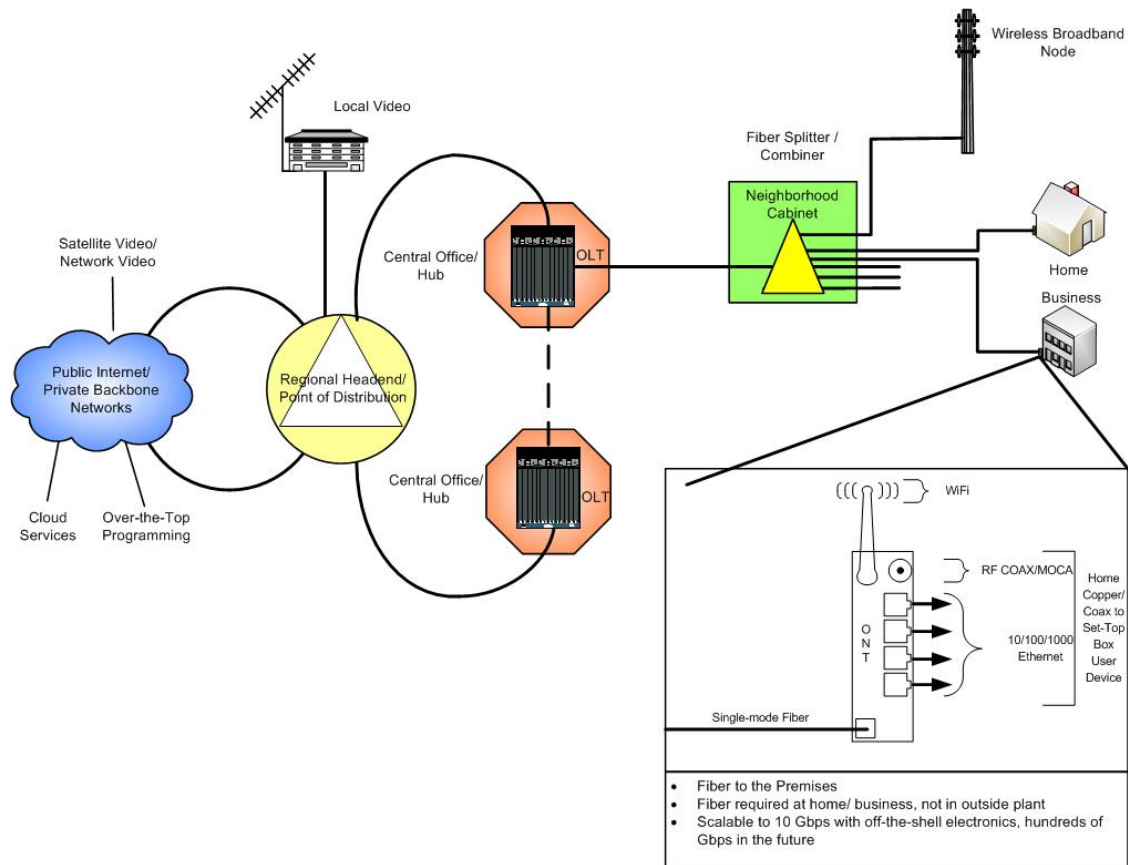 Wireless Broadband
Node
Local Video
Fiber Splitter /
Combiner
Neighborhood
Cabinet
Satellite Video/
Network Video
Central Office/
Hub
OLT
Home
Business
Public Internet/
Private Backbone
Networks
Regional Headend/
Point of Distribution
Central Office/
Hub
OLT
Cloud
Services
Over-the-Top
Programming
WiFi
RF COAX/MOCA
Home
Copper/
Coax to
Set-Top
Box
User
Device
O
N
T
10/100/1000
Ethernet
Single-mode Fiber
• Fiber to the Premises
• Fiber required at home/ business, not in outside plant
• Scalable to 10 Gbps with off-the-shell electronics, hundreds of
Gbps in the future